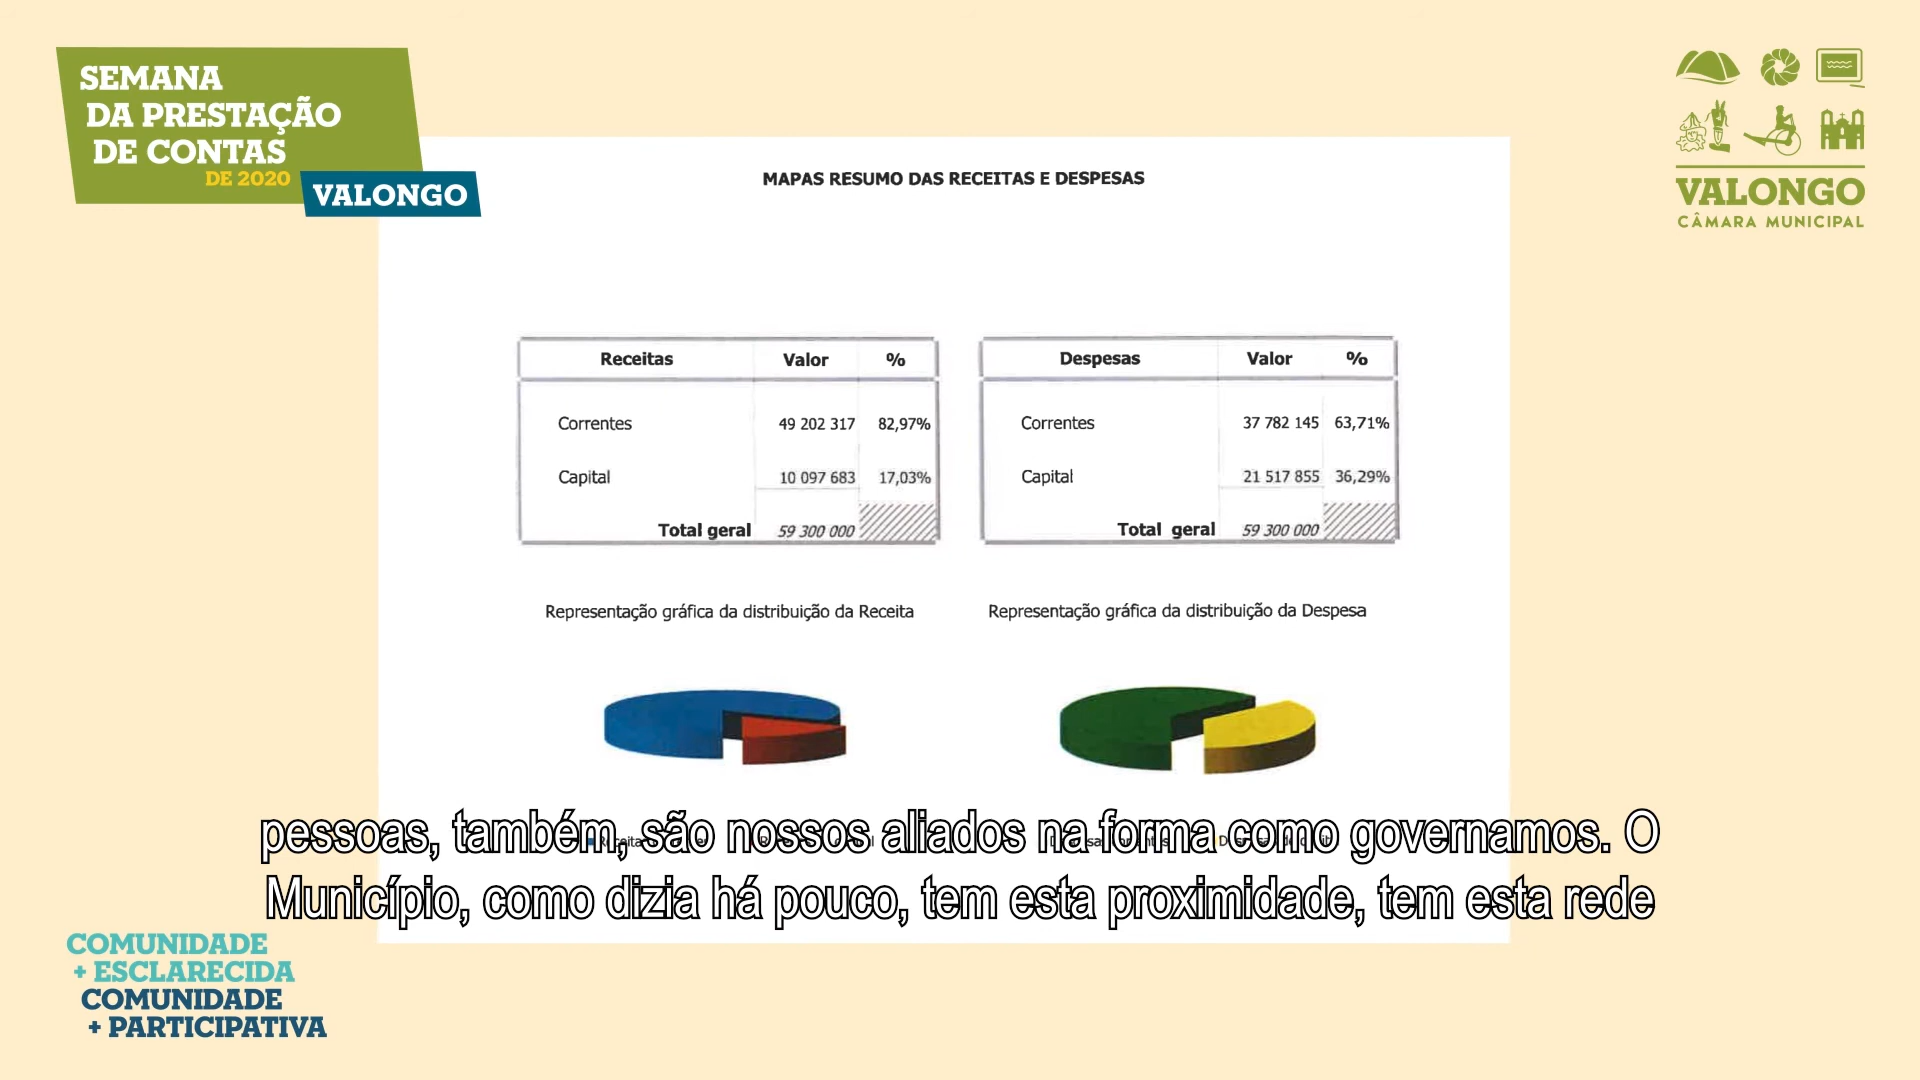 SEMANA
DA PRESTAÇÃO
DE CONTAS
DE 2020
VALONGO
VALONGO
CÂMARA MUNICIPAL
MAPAS RESUMO DAS RECEITAS E DESPESAS
Receitas Valor %
Correntes 49 202 317 82,97%
Capital 10 097 683 17,03%
Total geral 59 300 000
Despesas Valor %
Correntes 37 782 145 63,71%
Capital 21 517 855 36,29%
Total geral 59 300 000
Representação gráfica da distribuição da Receita
Representação gráfica da distribuição da Despesa
pessoas, também, são nossos aliados na forma como governamos. O
Município, como dizia há pouco, tem esta proximidade, tem esta rede
COMUNIDADE
+ ESCLARECIDA
COMUNIDADE
+ PARTICIPATIVA